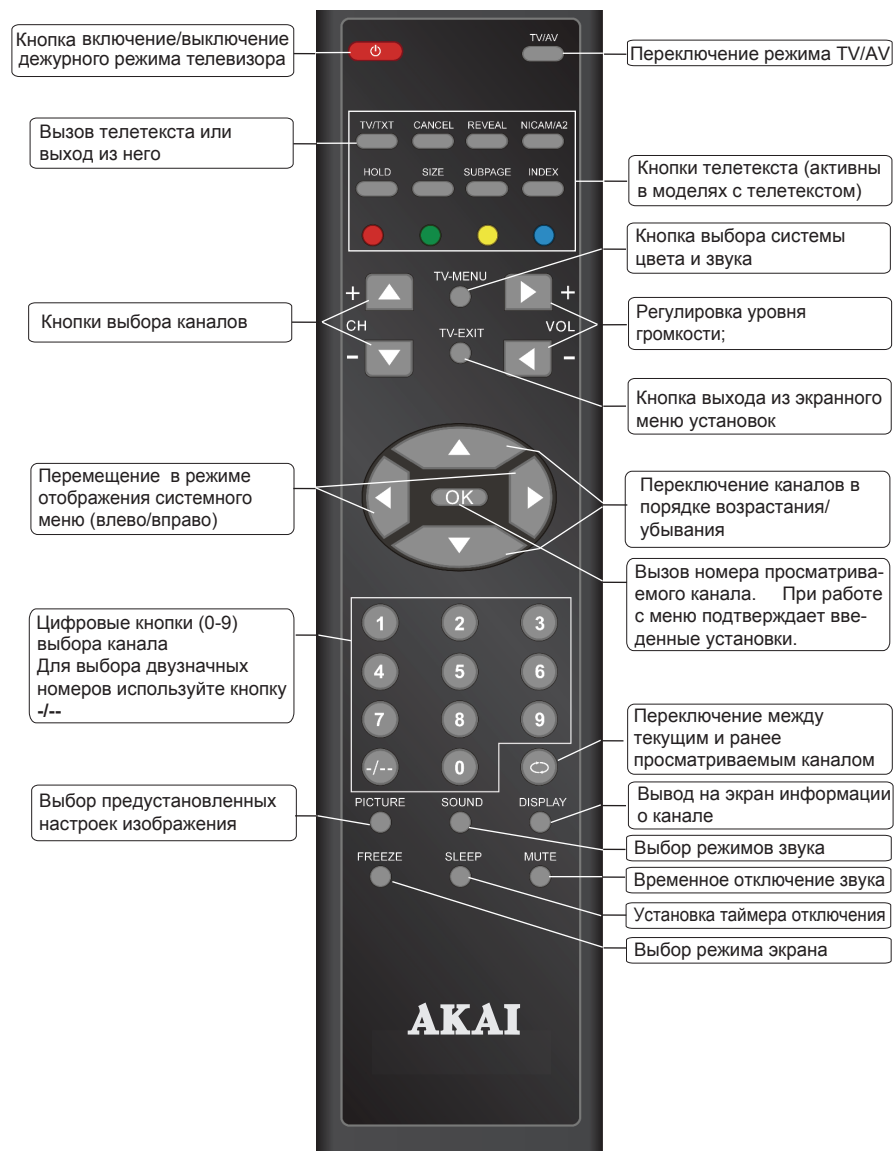 Кнопка включение/выключение
дежурного режима телевизора
TV/AV
Переключение режима TV/AV
Вызов телетекста или
выход из него
TV/TXT CANCEL REVEAL NICAM/A2
HOLD SIZE SUBPAGE INDEX
Кнопки телетекста (активны
в моделях с телетекстом)
Кнопка выбора системы
цвета и звука
TV-MENU
+ +
Кнопки выбора каналов
CH VOL
TV-EXIT
- -
Регулировка уровня
громкости;
Кнопка выхода из экранного
меню установок
Перемещение в режиме
отображения системного
меню (влево/вправо)
OK
Переключение каналов в
порядке возрастания/
убывания
Вызов номера просматрива-
емого канала. При работе
с меню подтверждает вве-
денные установки.
Цифровые кнопки (0-9)
выбора канала
Для выбора двузначных
номеров используйте кнопку
-/--
1 2 3
4 5 6
7 8 9
-/-- 0
Переключение между
текущим и ранее
просматриваемым каналом
Выбор предустановленных
настроек изображения
PICTURE SOUND DISPLAY
Вывод на экран информации
о канале
Выбор режимов звука
FREEZE SLEEP MUTE
Временное отключение звука
Установка таймера отключения
Выбор режима экрана
AKAI